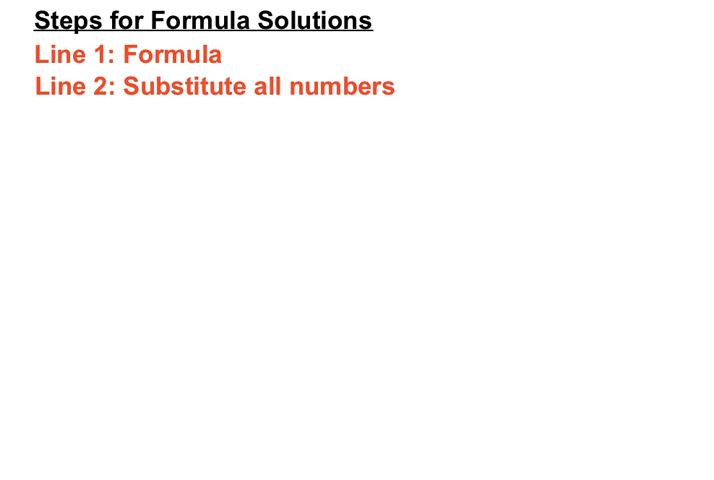 Steps for Formula Solutions
Line 1: Formula
Line 2: Substitute all numbers